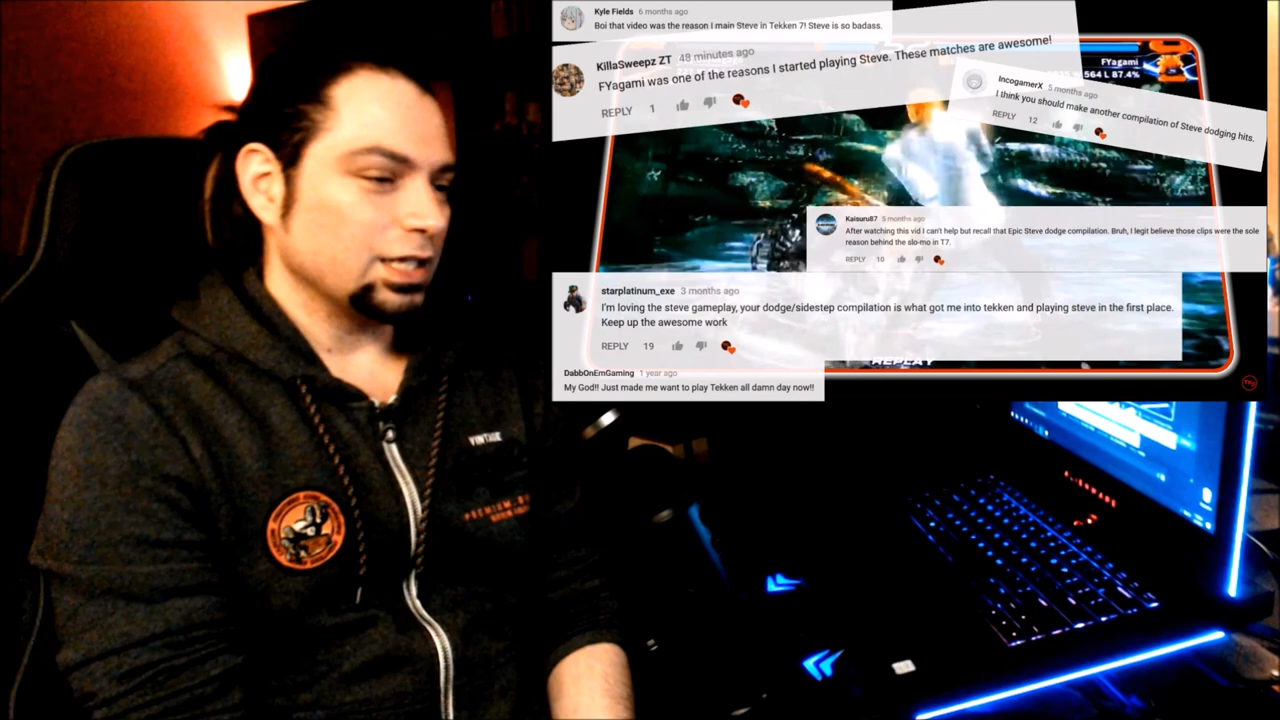 Kyle Fields 6 months ago
Boi that video was the reason I main Steve in Tekken 7! Steve is so badass.
KillaSweepz ZT 48 minutes ago
FYagami was one of the reasons I started playing Steve. These matches are awesome!
REPLY 1
FYagami
564 L 87.4%
IncogamerX 5 months ago
I think you should make another compilation of Steve dodging hits.
REPLY 12
Kaisuru87 5 months ago
After watching this vid I can't help but recall that Epic Steve dodge compilation. Bruh, I legit believe those clips were the sole
reason behind the slo-mo in T7.
REPLY 10
starplatinum_exe 3 months ago
I'm loving the steve gameplay, your dodge/sidestep compilation is what got me into tekken and playing steve in the first place.
Keep up the awesome work
REPLY 19
REPLAY
DabbOnEmGaming 1 year ago
My God!! Just made me want to play Tekken all damn day now!!
VINTAGE
ALIENWARE